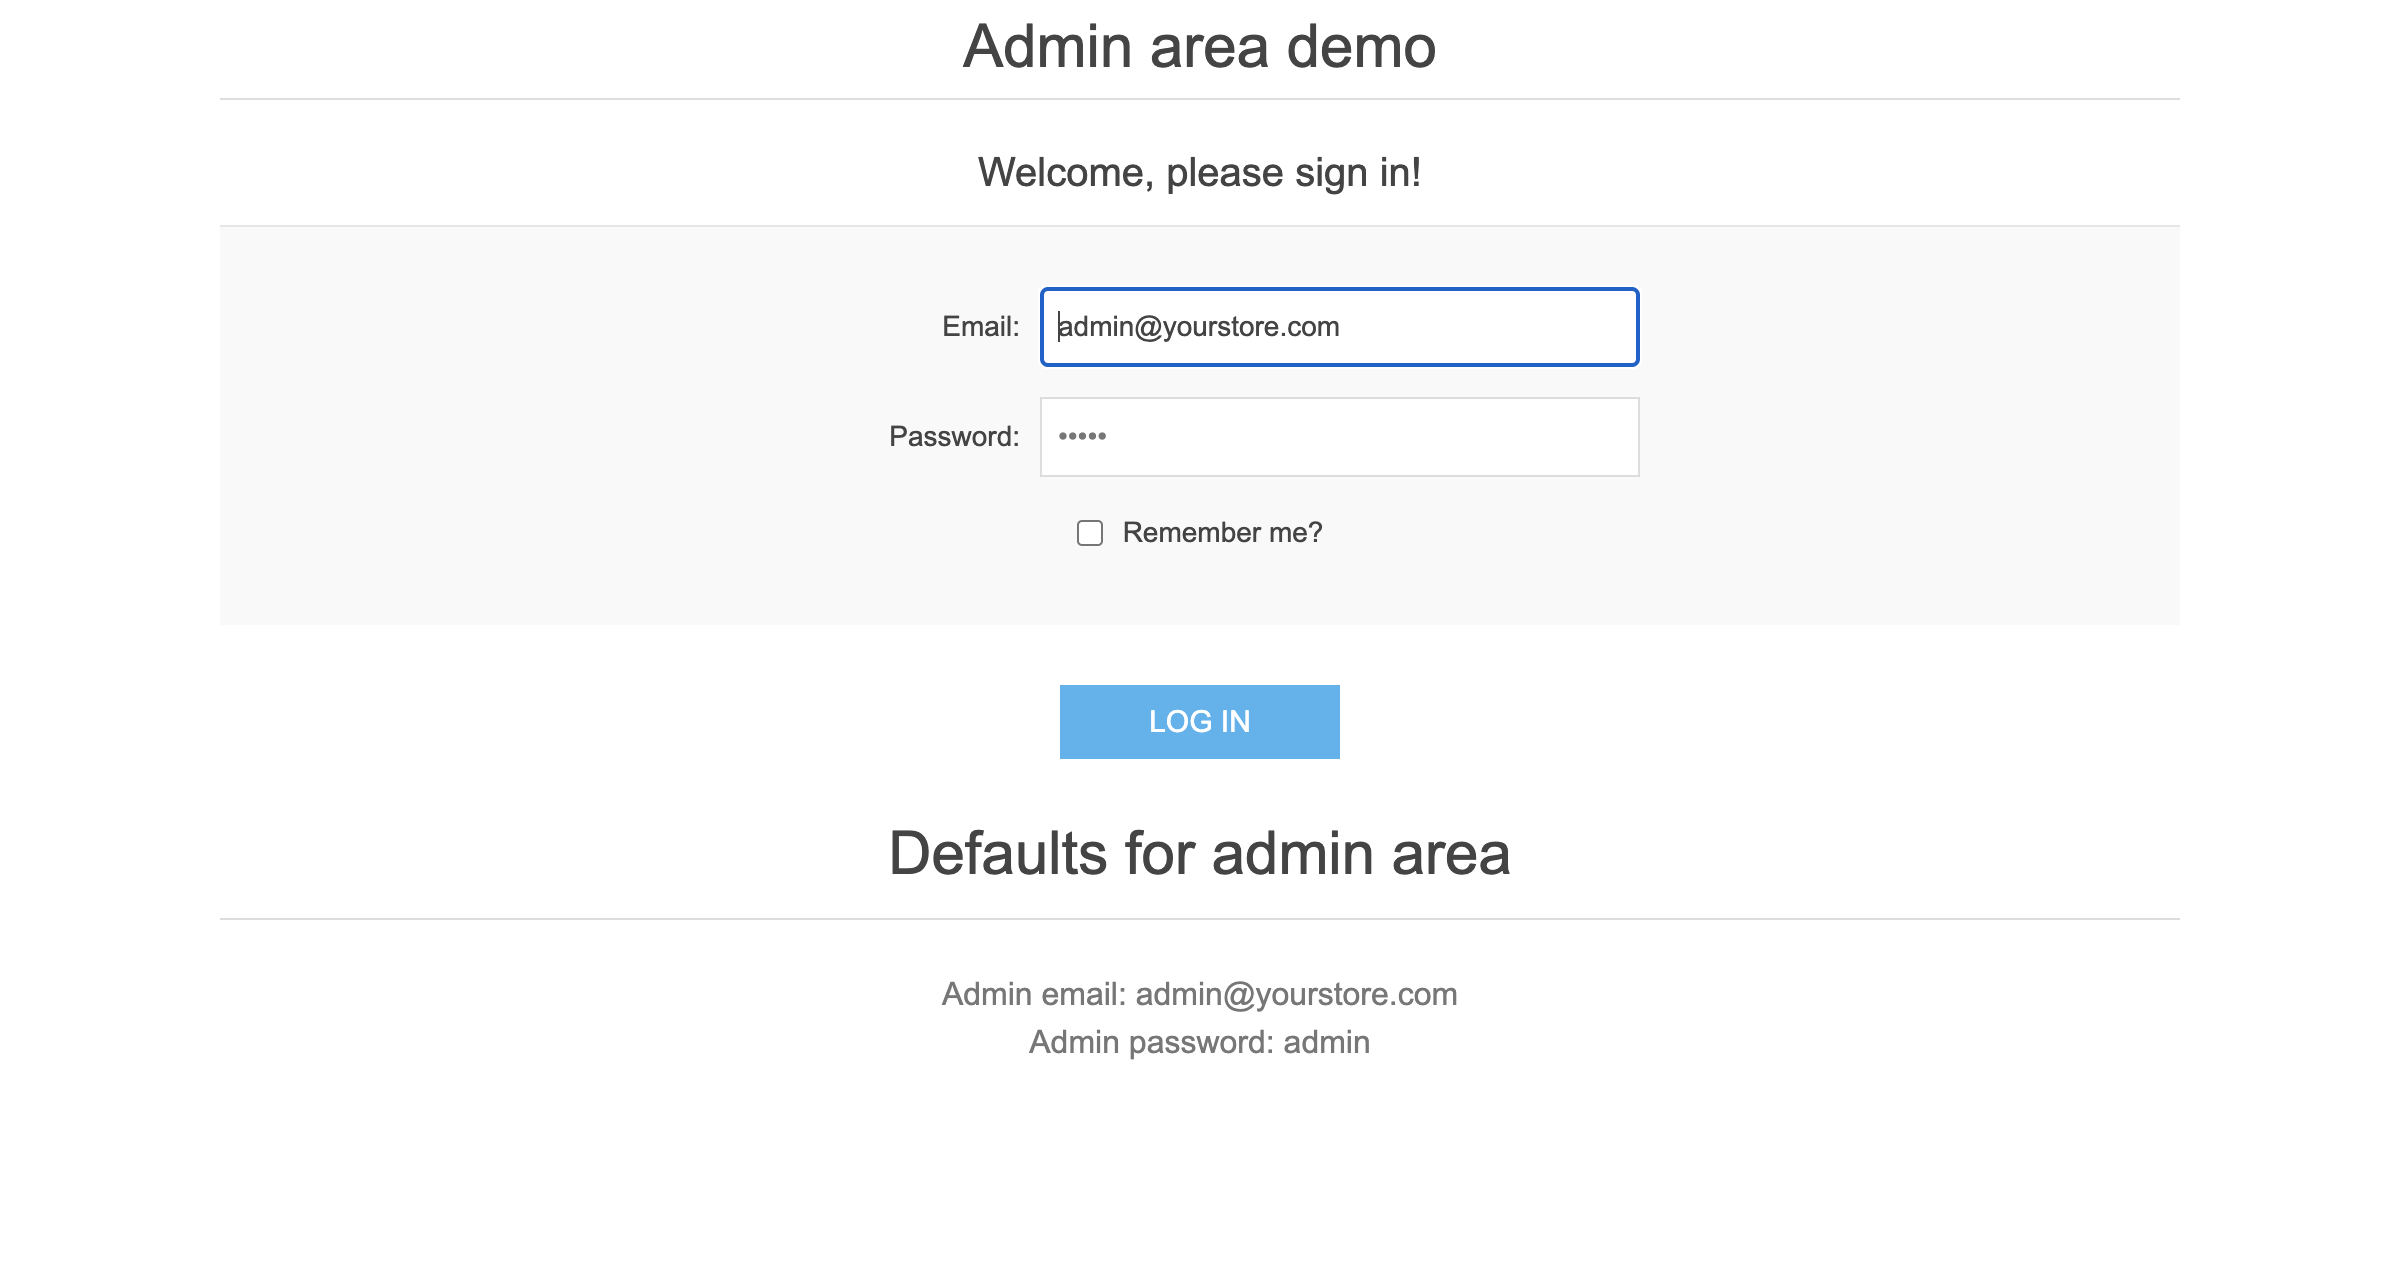 Admin area demo
Welcome, please sign in!
Email: admin@yourstore.com
Password: •••••
Remember me?
LOG IN
Defaults for admin area
Admin email: admin@yourstore.com
Admin password: admin